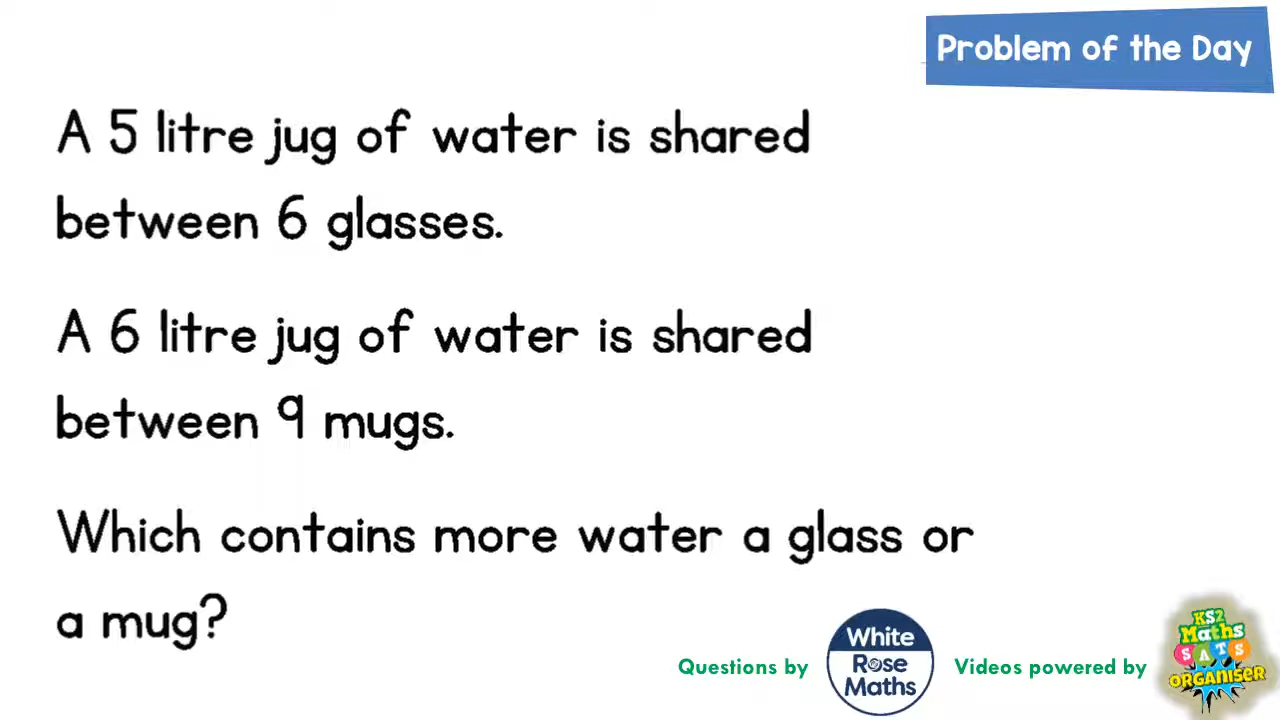 Problem of the Day
A 5 litre jug of water is shared
between 6 glasses.
A 6 litre jug of water is shared
between 9 mugs.
Which contains more water a glass or
a mug?
Questions by
White
Rose
Maths
Videos powered by
KS2
Maths
SATS
ORGANISER